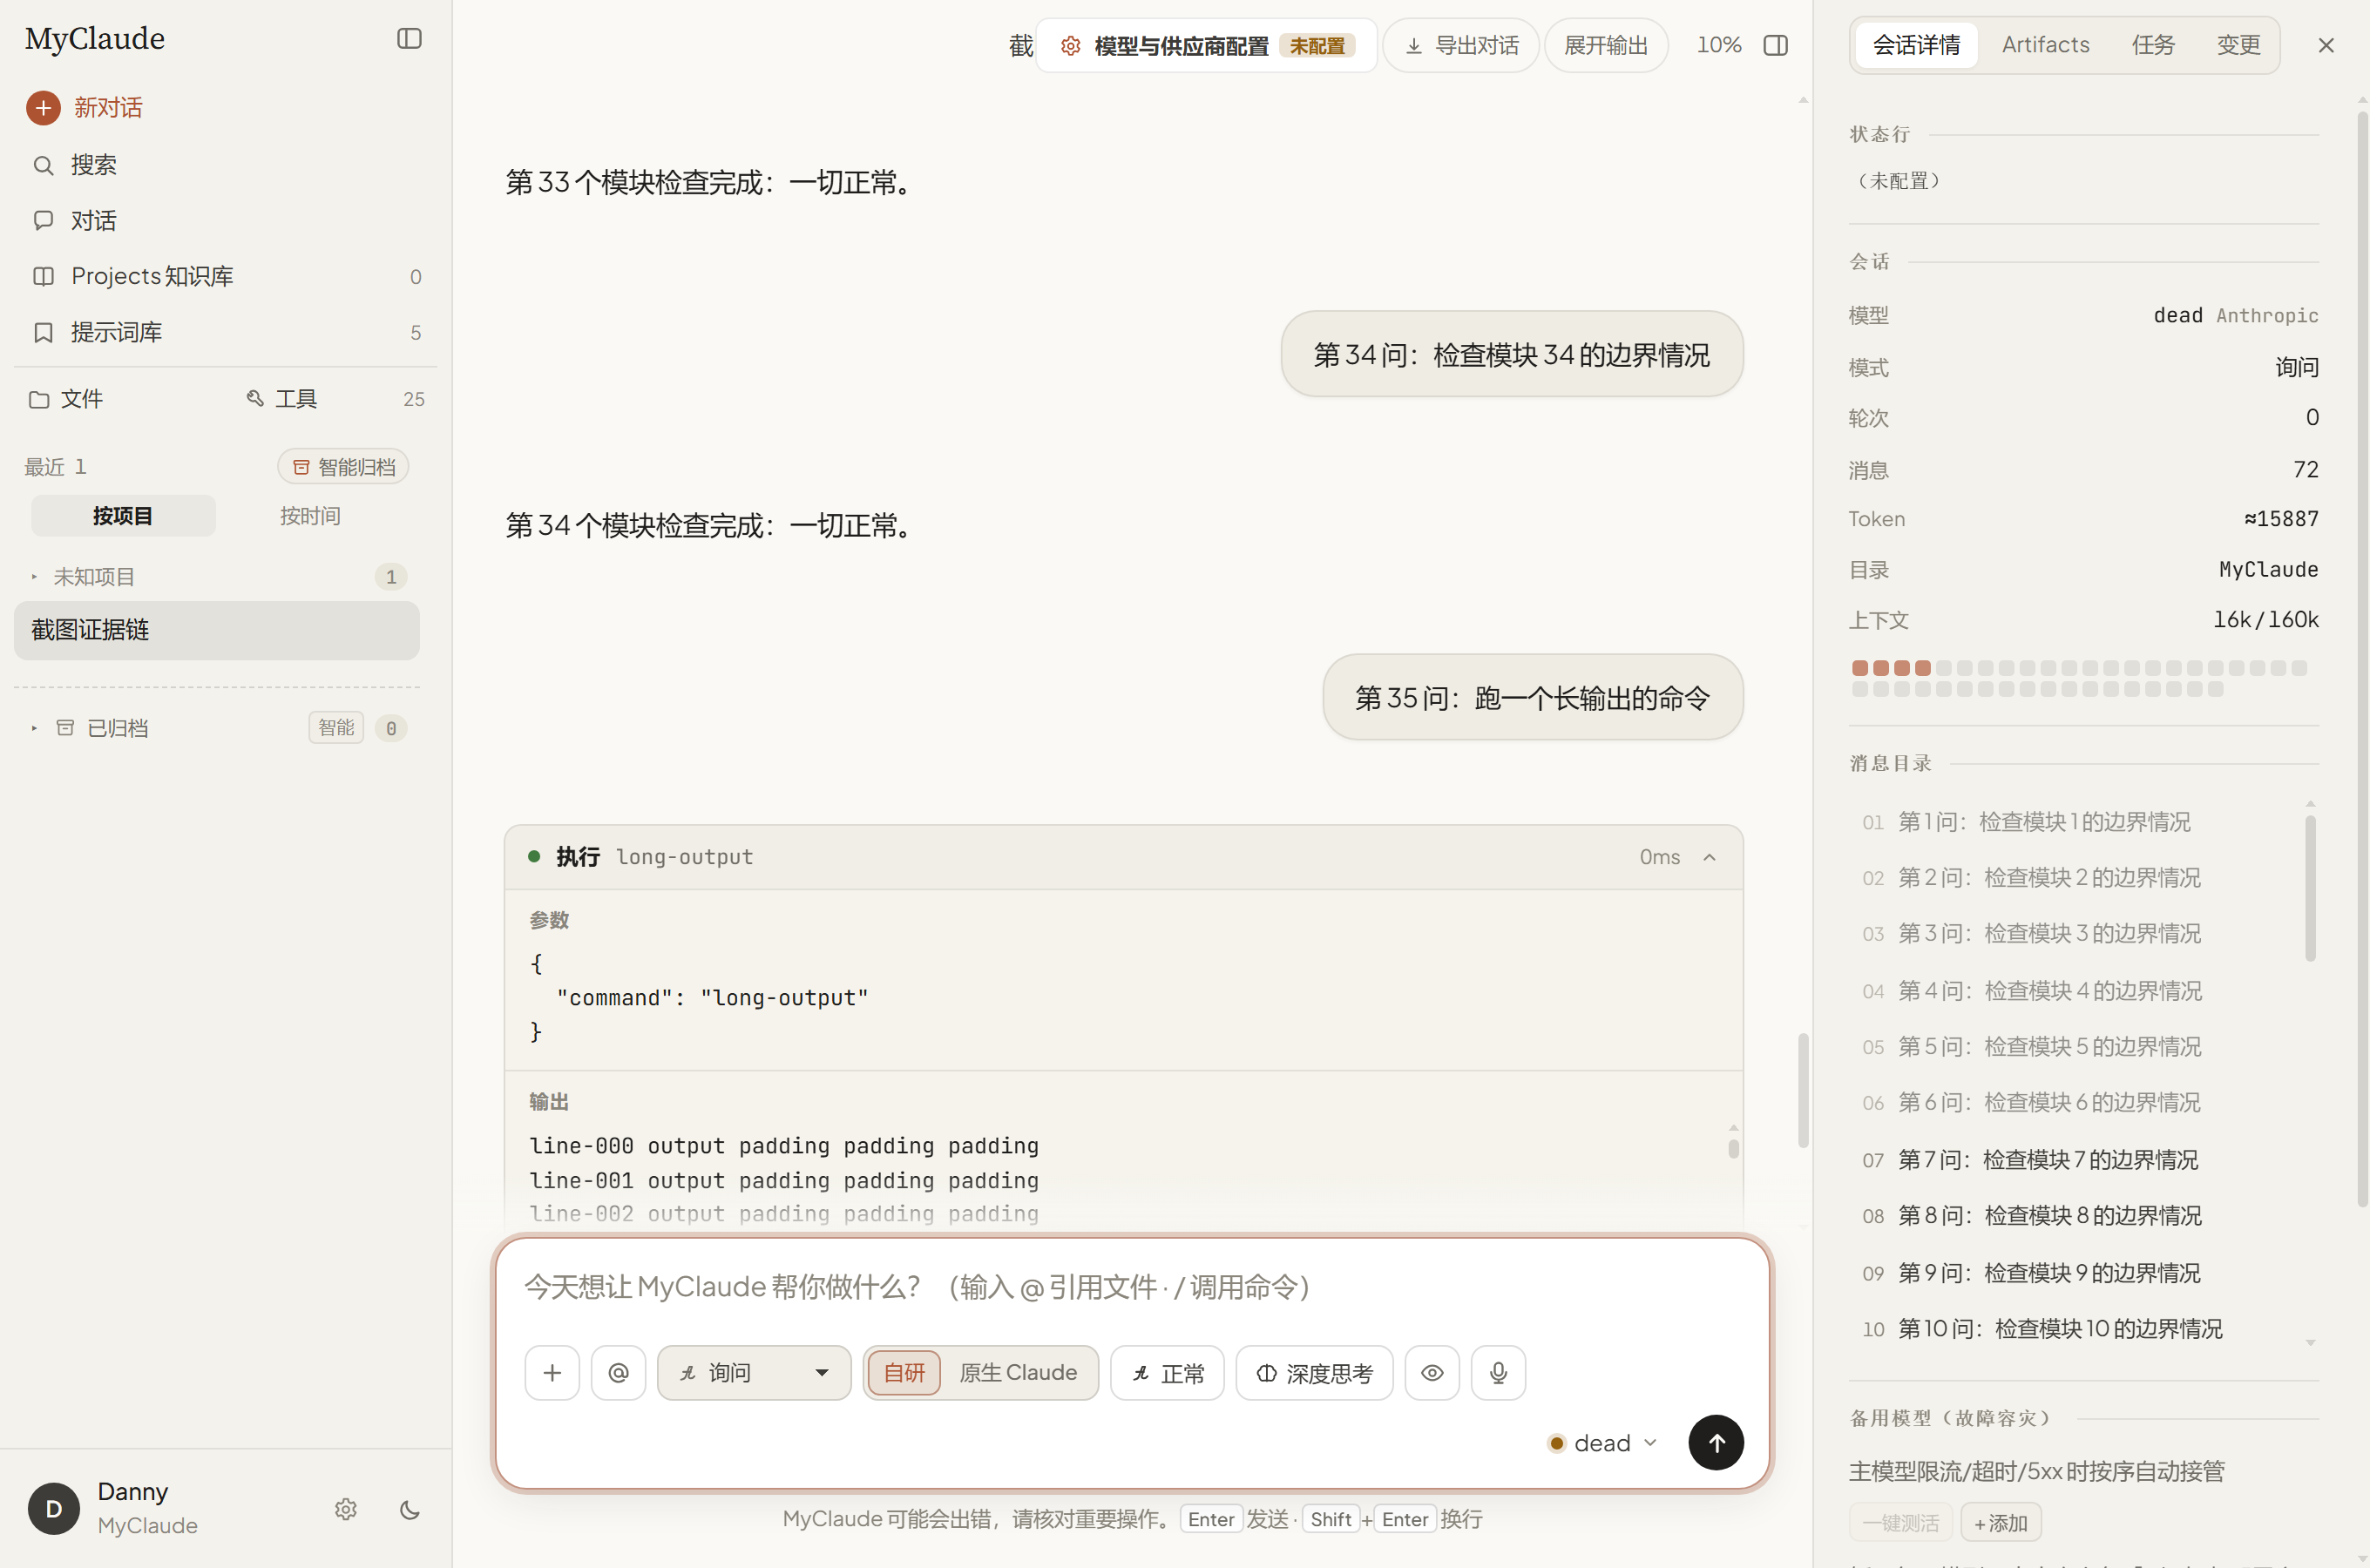 MyClaude
新对话
搜索
对话
Projects 知识库 0
提示词库 5
文件 工具 25
最近 1 智能归档
按项目 按时间
未知项目 1
截图证据链
已归档 智能 0
D Danny
MyClaude
截 模型与供应商配置 未配置 导出对话 展开输出 10%
第 33 个模块检查完成：一切正常。
第 34 问：检查模块 34 的边界情况
第 34 个模块检查完成：一切正常。
第 35 问：跑一个长输出的命令
执行 long-output 0ms
参数
{
"command": "long-output"
}
输出
line-000 output padding padding padding
line-001 output padding padding padding
line-002 output padding padding padding
今天想让 MyClaude 帮你做什么？（输入 @ 引用文件 · / 调用命令）
询问 自研 原生 Claude 正常 深度思考
dead
MyClaude 可能会出错，请核对重要操作。 Enter 发送 · Shift + Enter 换行
会话详情 Artifacts 任务 变更
状态行
（未配置）
会话
模型 dead Anthropic
模式 询问
轮次 0
消息 72
Token ≈15887
目录 MyClaude
上下文 16k/160k
消息目录
01 第 1 问：检查模块 1 的边界情况
02 第 2 问：检查模块 2 的边界情况
03 第 3 问：检查模块 3 的边界情况
04 第 4 问：检查模块 4 的边界情况
05 第 5 问：检查模块 5 的边界情况
06 第 6 问：检查模块 6 的边界情况
07 第 7 问：检查模块 7 的边界情况
08 第 8 问：检查模块 8 的边界情况
09 第 9 问：检查模块 9 的边界情况
10 第 10 问：检查模块 10 的边界情况
备用模型（故障容灾）
主模型限流/超时/5xx 时按序自动接管
一键测活 +添加